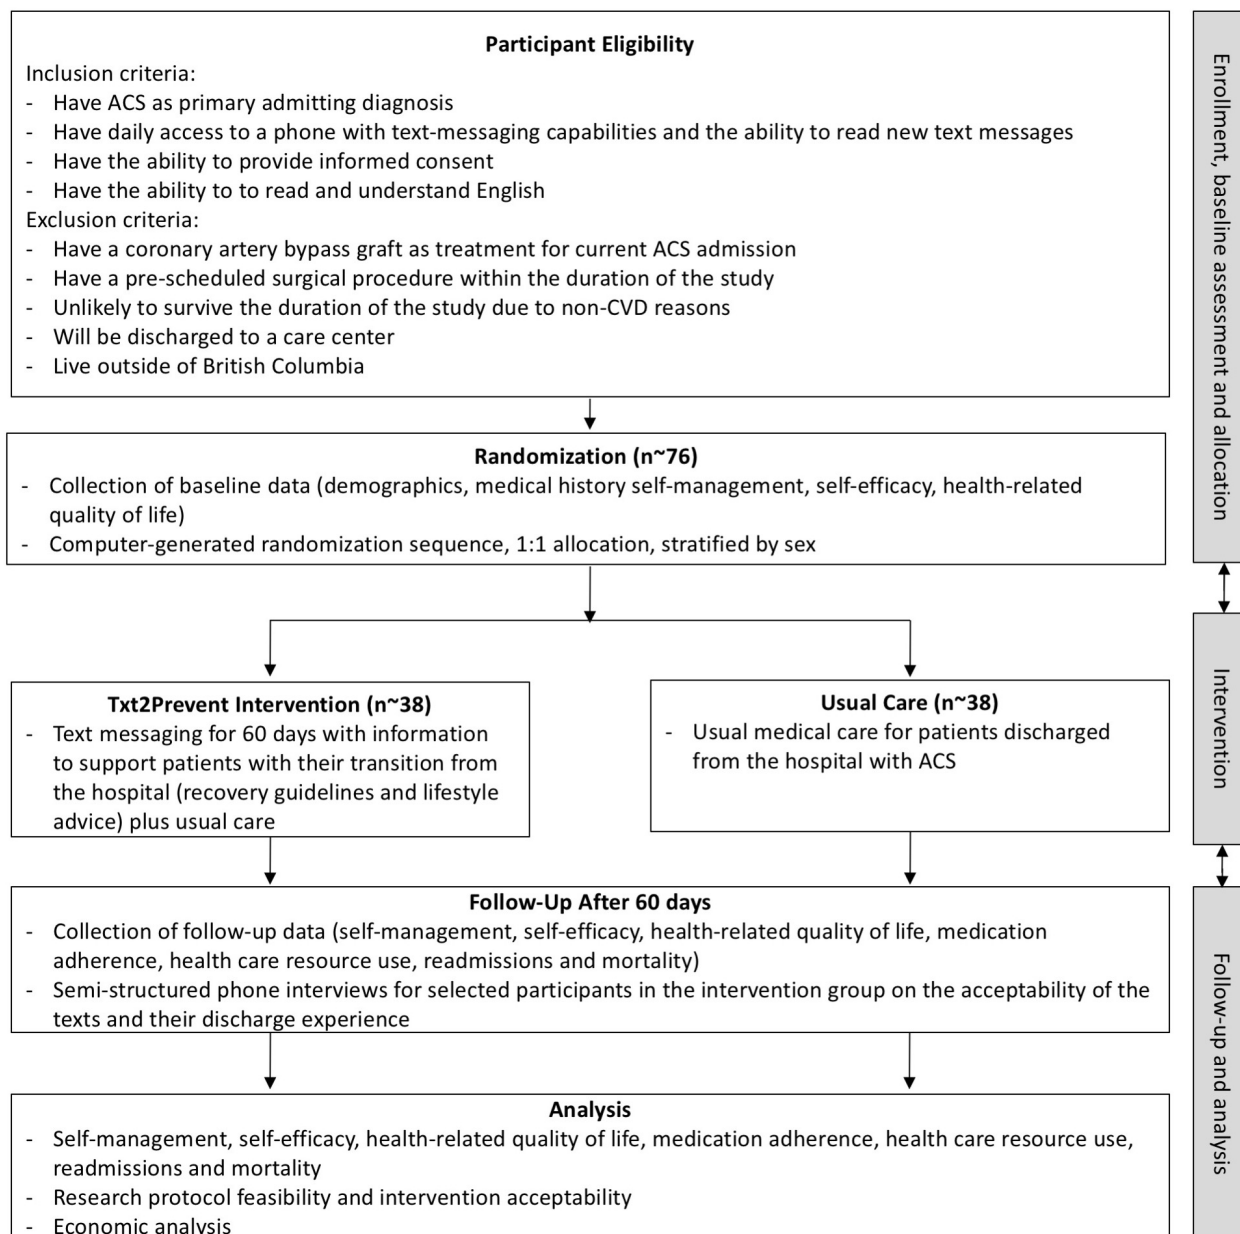 Participant Eligibility
Inclusion criteria:
- Have ACS as primary admitting diagnosis
- Have daily access to a phone with text-messaging capabilities and the ability to read new text messages
- Have the ability to provide informed consent
- Have the ability to to read and understand English
Exclusion criteria:
- Have a coronary artery bypass graft as treatment for current ACS admission
- Have a pre-scheduled surgical procedure within the duration of the study
- Unlikely to survive the duration of the study due to non-CVD reasons
- Will be discharged to a care center
- Live outside of British Columbia
Enrollment, baseline assessment and allocation
Randomization (n~76)
- Collection of baseline data (demographics, medical history self-management, self-efficacy, health-related
quality of life)
- Computer-generated randomization sequence, 1:1 allocation, stratified by sex
Txt2Prevent Intervention (n~38)
- Text messaging for 60 days with information
to support patients with their transition from
the hospital (recovery guidelines and lifestyle
advice) plus usual care
Usual Care (n~38)
- Usual medical care for patients discharged
from the hospital with ACS
Intervention
Follow-Up After 60 days
- Collection of follow-up data (self-management, self-efficacy, health-related quality of life, medication
adherence, health care resource use, readmissions and mortality)
- Semi-structured phone interviews for selected participants in the intervention group on the acceptability of the
texts and their discharge experience
Analysis
- Self-management, self-efficacy, health-related quality of life, medication adherence, health care resource use,
readmissions and mortality
- Research protocol feasibility and intervention acceptability
- Economic analysis
Follow-up and analysis